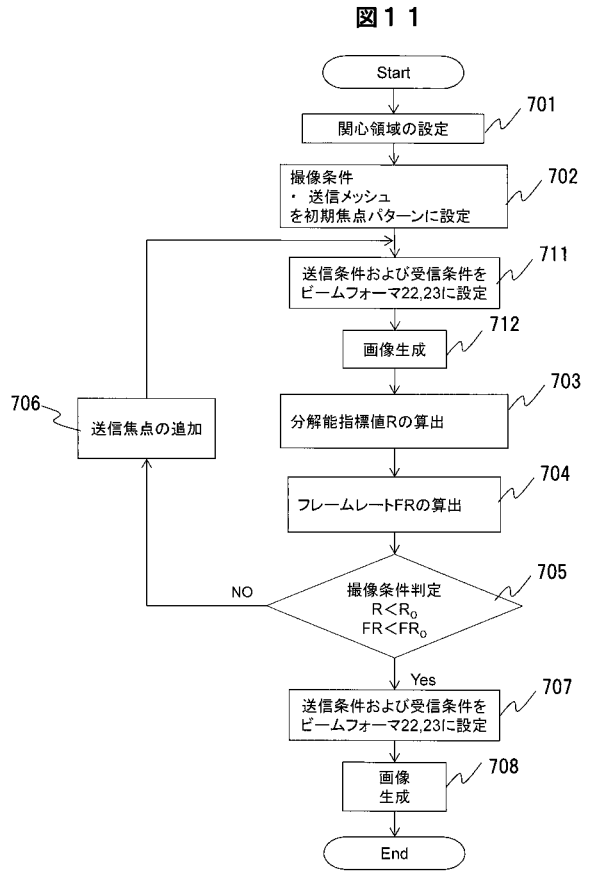 図11
Start
関心領域の設定
701
撮像条件
・ 送信メッシュ
を初期焦点パターンに設定
702
送信条件および受信条件を
ビームフォーマ22,23に設定
711
画像生成
712
分解能指標値Rの算出
703
706
送信焦点の追加
フレームレートFRの算出
704
撮像条件判定
R<R₀
FR<FR₀
705
NO
Yes
送信条件および受信条件を
ビームフォーマ22,23に設定
707
画像
生成
708
End